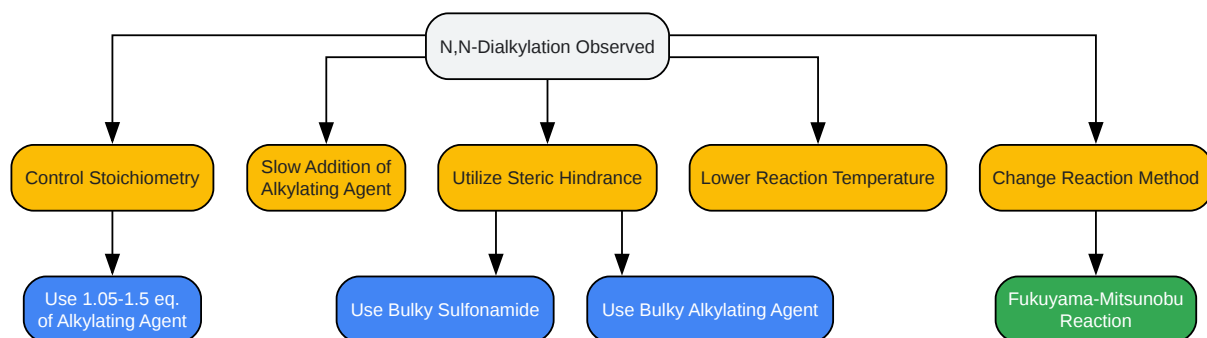 N,N-Dialkylation Observed
Control Stoichiometry
Slow Addition of
Alkylating Agent
Utilize Steric Hindrance
Lower Reaction Temperature
Change Reaction Method
Use 1.05-1.5 eq.
of Alkylating Agent
Use Bulky Sulfonamide
Use Bulky Alkylating Agent
Fukuyama-Mitsunobu
Reaction